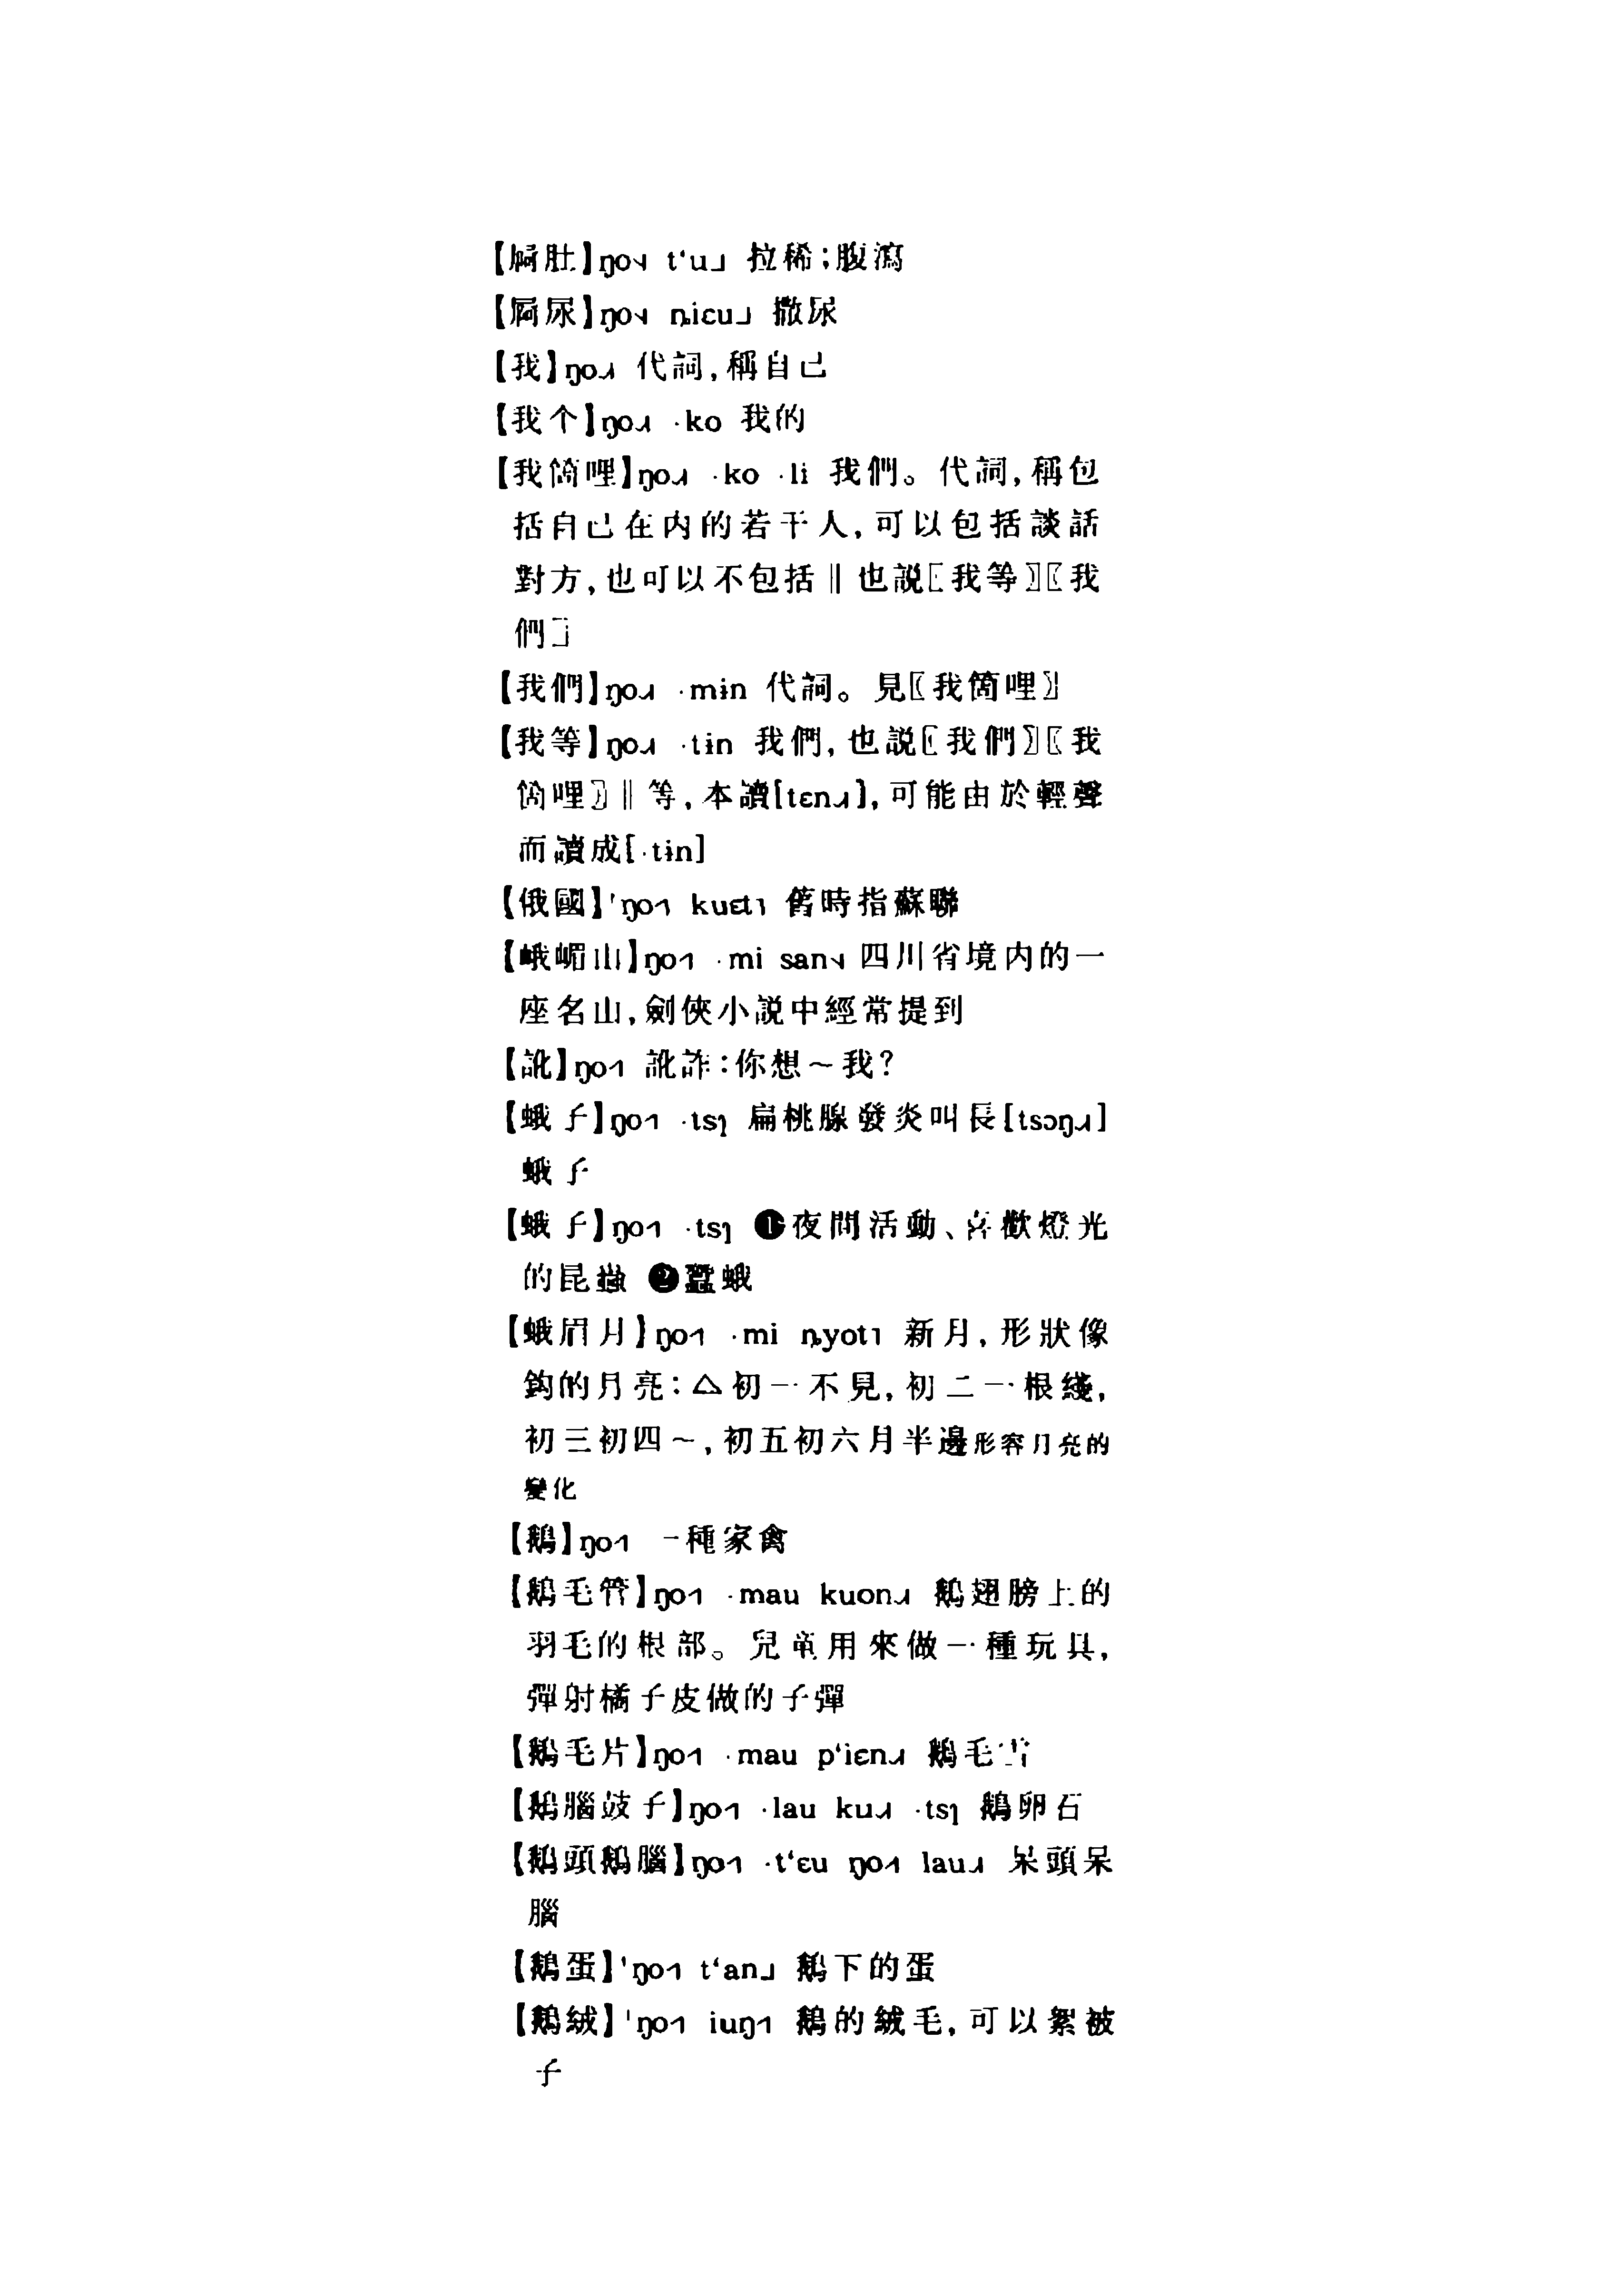 【屙肚】ŋo˧˨ tʻu˩ 拉稀;腹瀉
【屙尿】ŋo˧˨ ȵiɛu˩ 撒尿
【我】ŋo˨˩˧ 代詞,稱自己
【我个】ŋo˨˩˧ ·ko 我的
【我箇哩】ŋo˨˩˧ ·ko ·li 我們。代詞,稱包
括自己在内的若干人,可以包括談話
對方,也可以不包括‖也説〖我等〗〖我
們〗
【我們】ŋo˨˩˧ ·mɨn 代詞。見〖我箇哩〗
【我等】ŋo˨˩˧ ·tɨn 我們,也説〖我們〗〖我
箇哩〗‖等,本讀[tɛn˨˩˧],可能由於輕聲
而讀成[·tɨn]
【俄國】ˈŋo˧˥ kuɛt˥ 舊時指蘇聯
【峨嵋山】ŋo˧˥ ·mi san˧˨ 四川省境内的一
座名山,劍俠小説中經常提到
【訛】ŋo˧˥ 訛詐:你想～我?
【蛾子】ŋo˧˥ ·tsɿ 扁桃腺發炎叫長[tsɔŋ˨˩˧]
蛾子
【蛾子】ŋo˧˥ ·tsɿ ❶夜間活動、喜歡燈光
的昆蟲 ❷蠶蛾
【蛾眉月】ŋo˧˥ ·mi ȵyot˥ 新月,形狀像
鈎的月亮:△初一不見,初二一根綫,
初三初四～,初五初六月半邊形容月亮的
變化
【鵝】ŋo˧˥ 一種家禽
【鵝毛管】ŋo˧˥ ·mau kuon˨˩˧ 鵝翅膀上的
羽毛的根部。兒童用來做一種玩具,
彈射橘子皮做的子彈
【鵝毛片】ŋo˧˥ ·mau pʻiɛn˨˩˧ 鵝毛
【鵝腦鼓子】ŋo˧˥ ·lau ku˨˩˧ ·tsɿ 鵝卵石
【鵝頭鵝腦】ŋo˧˥ ·tʻɛu ŋo˧˥ lau˨˩˧ 呆頭呆
腦
【鵝蛋】ˈŋo˧˥ tʻan˩ 鵝下的蛋
【鵝絨】ˈŋo˧˥ iuŋ˧˥ 鵝的絨毛,可以絮被
子